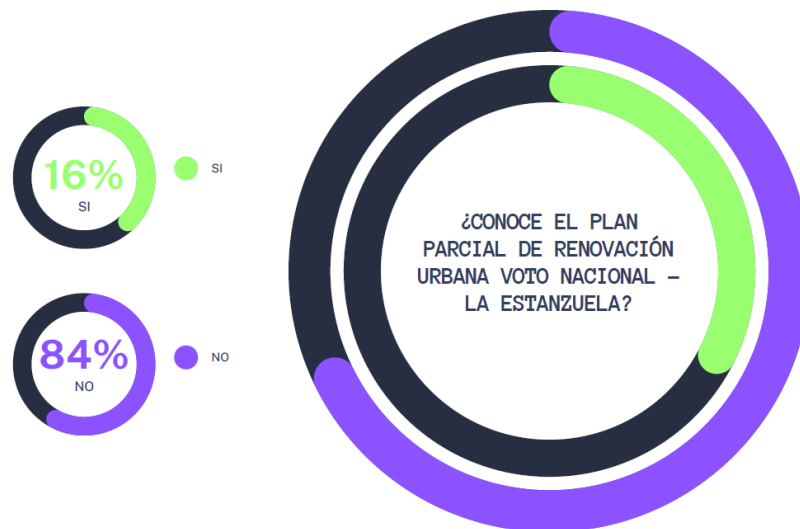 16%
SI
SI
84%
NO
NO
¿CONOCE EL PLAN
PARCIAL DE RENOVACIÓN
URBANA VOTO NACIONAL –
LA ESTANZUELA?